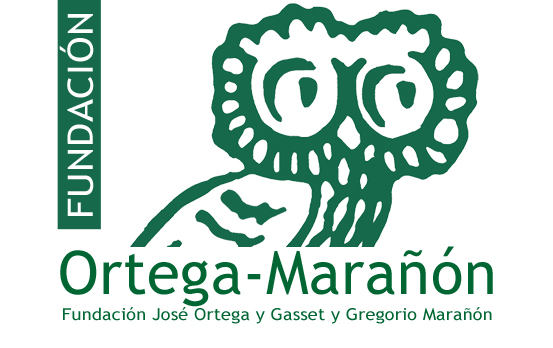 FUNDACIÓN
Ortega-Marañón
Fundación José Ortega y Gasset y Gregorio Marañón